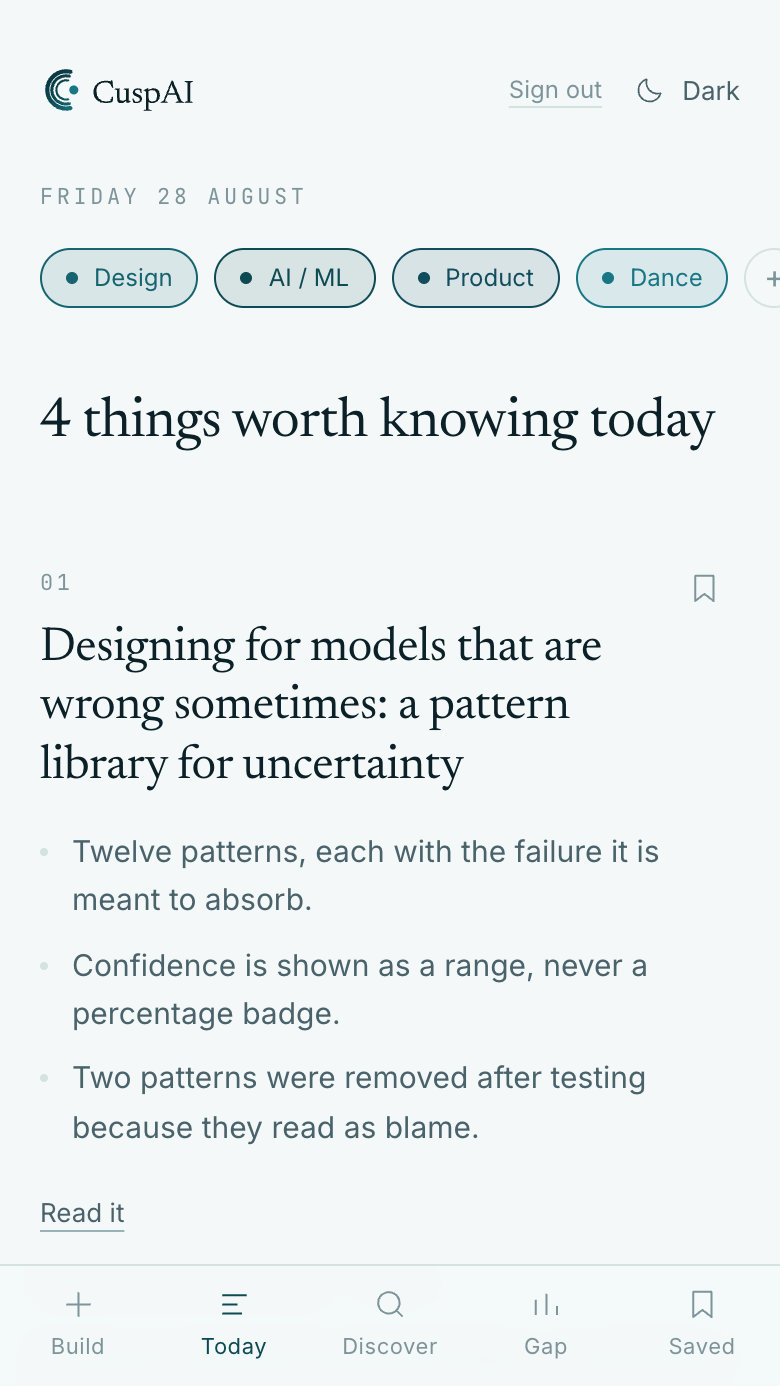 CuspAI
Sign out
Dark
FRIDAY 28 AUGUST
Design
AI / ML
Product
Dance
+
4 things worth knowing today
01
Designing for models that are
wrong sometimes: a pattern
library for uncertainty
Twelve patterns, each with the failure it is
meant to absorb.
Confidence is shown as a range, never a
percentage badge.
Two patterns were removed after testing
because they read as blame.
Read it
Build
Today
Discover
Gap
Saved